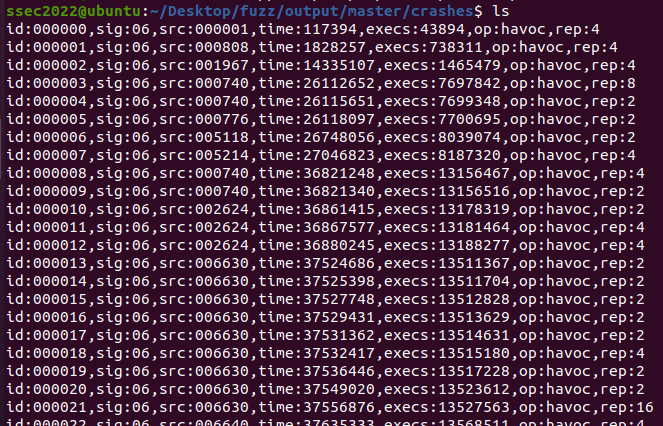 ssec2022@ubuntu:~/Desktop/fuzz/output/master/crashes$ ls
id:000000,sig:06,src:000001,time:117394,execs:43894,op:havoc,rep:4
id:000001,sig:06,src:000808,time:1828257,execs:738311,op:havoc,rep:4
id:000002,sig:06,src:001967,time:14335107,execs:1465479,op:havoc,rep:4
id:000003,sig:06,src:000740,time:26112652,execs:7697842,op:havoc,rep:8
id:000004,sig:06,src:000740,time:26115651,execs:7699348,op:havoc,rep:2
id:000005,sig:06,src:000776,time:26118097,execs:7700695,op:havoc,rep:2
id:000006,sig:06,src:005118,time:26748056,execs:8039074,op:havoc,rep:2
id:000007,sig:06,src:005214,time:27046823,execs:8187320,op:havoc,rep:4
id:000008,sig:06,src:000740,time:36821248,execs:13156467,op:havoc,rep:4
id:000009,sig:06,src:000740,time:36821340,execs:13156516,op:havoc,rep:2
id:000010,sig:06,src:002624,time:36861415,execs:13178319,op:havoc,rep:2
id:000011,sig:06,src:002624,time:36867577,execs:13181464,op:havoc,rep:4
id:000012,sig:06,src:002624,time:36880245,execs:13188277,op:havoc,rep:4
id:000013,sig:06,src:006630,time:37524686,execs:13511367,op:havoc,rep:2
id:000014,sig:06,src:006630,time:37525398,execs:13511704,op:havoc,rep:2
id:000015,sig:06,src:006630,time:37527748,execs:13512828,op:havoc,rep:2
id:000016,sig:06,src:006630,time:37529431,execs:13513629,op:havoc,rep:2
id:000017,sig:06,src:006630,time:37531362,execs:13514631,op:havoc,rep:2
id:000018,sig:06,src:006630,time:37532417,execs:13515180,op:havoc,rep:4
id:000019,sig:06,src:006630,time:37536446,execs:13517228,op:havoc,rep:2
id:000020,sig:06,src:006630,time:37549020,execs:13523612,op:havoc,rep:2
id:000021,sig:06,src:006630,time:37556876,execs:13527563,op:havoc,rep:16
id:000022,sig:06,src:006640,time:37635333,execs:13568511,op:havoc,rep:4